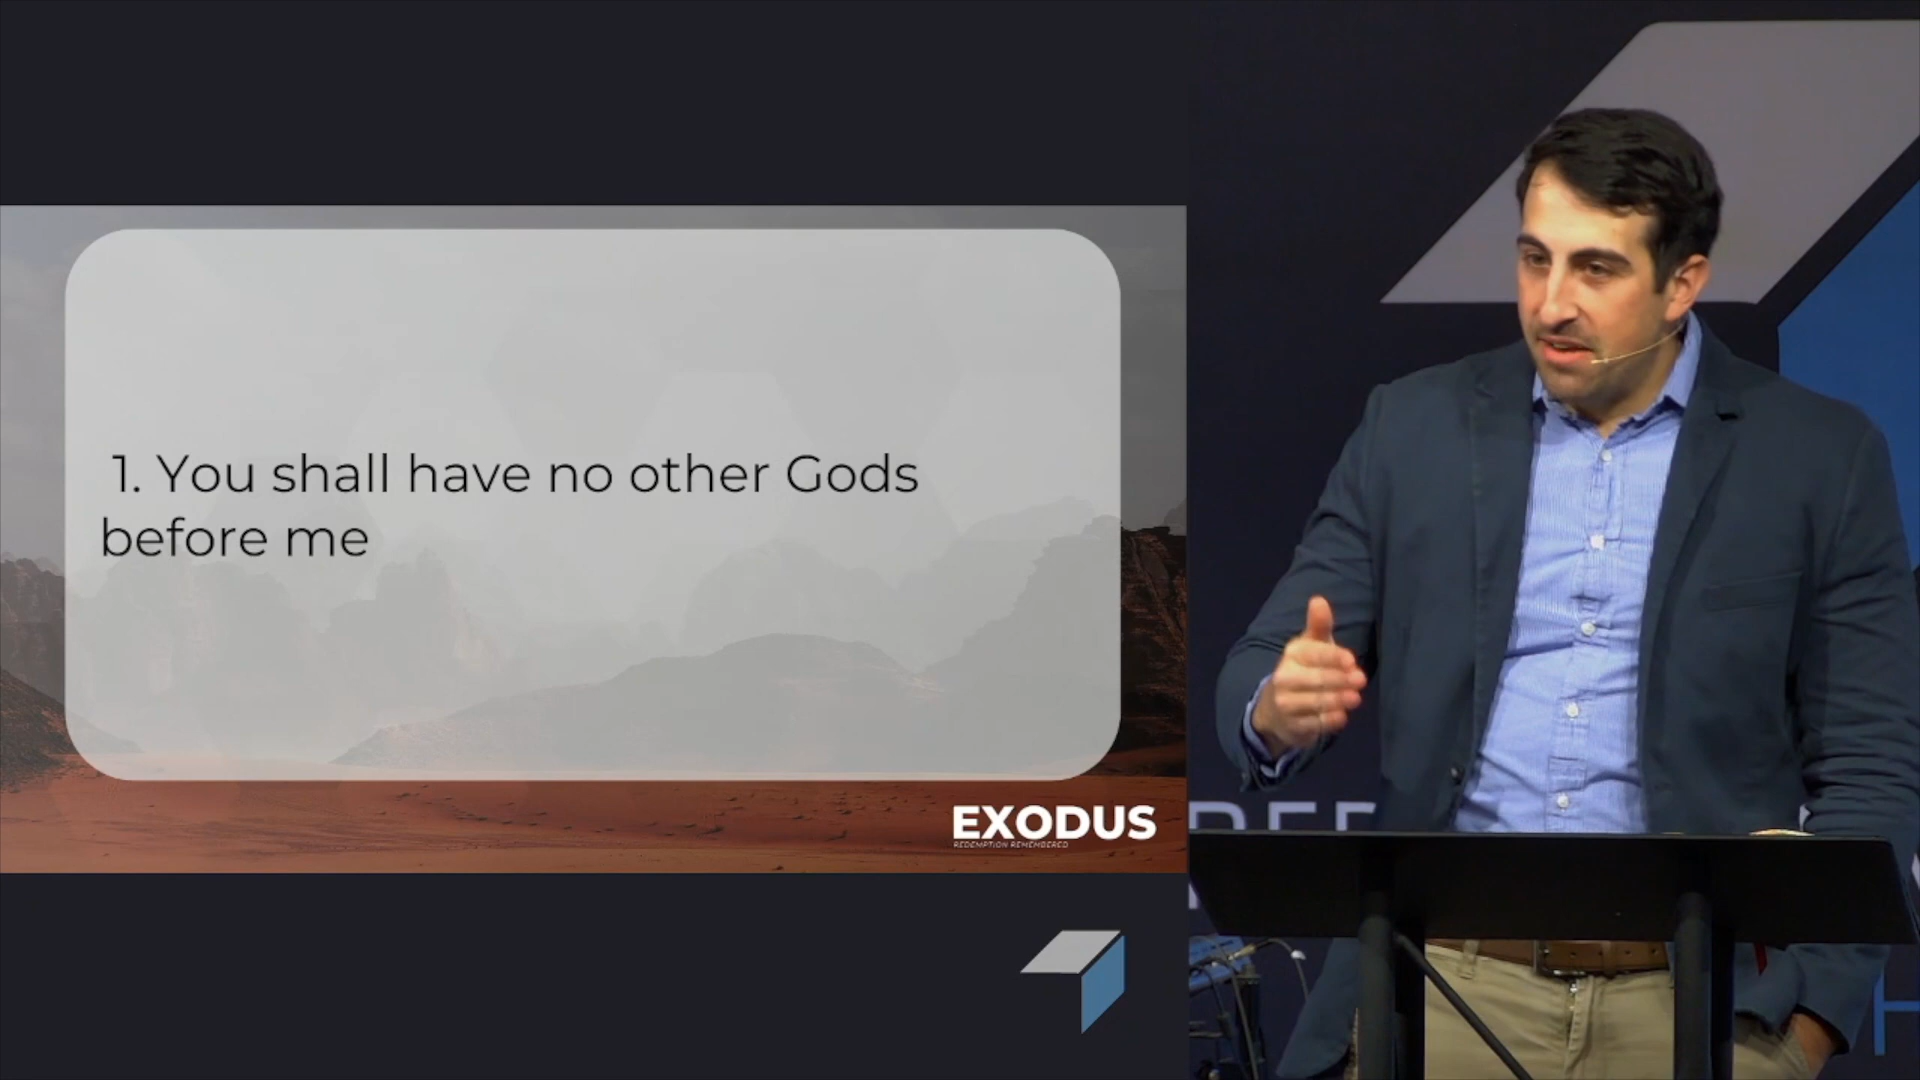 1. You shall have no other Gods
before me
EXODUS
REDEMPTION REMEMBERED